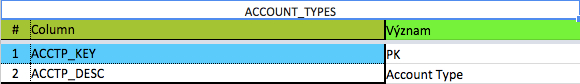 ACCOUNT_TYPES
# Column Význam
1 ACCTP_KEY PK
2 ACCTP_DESC Account Type